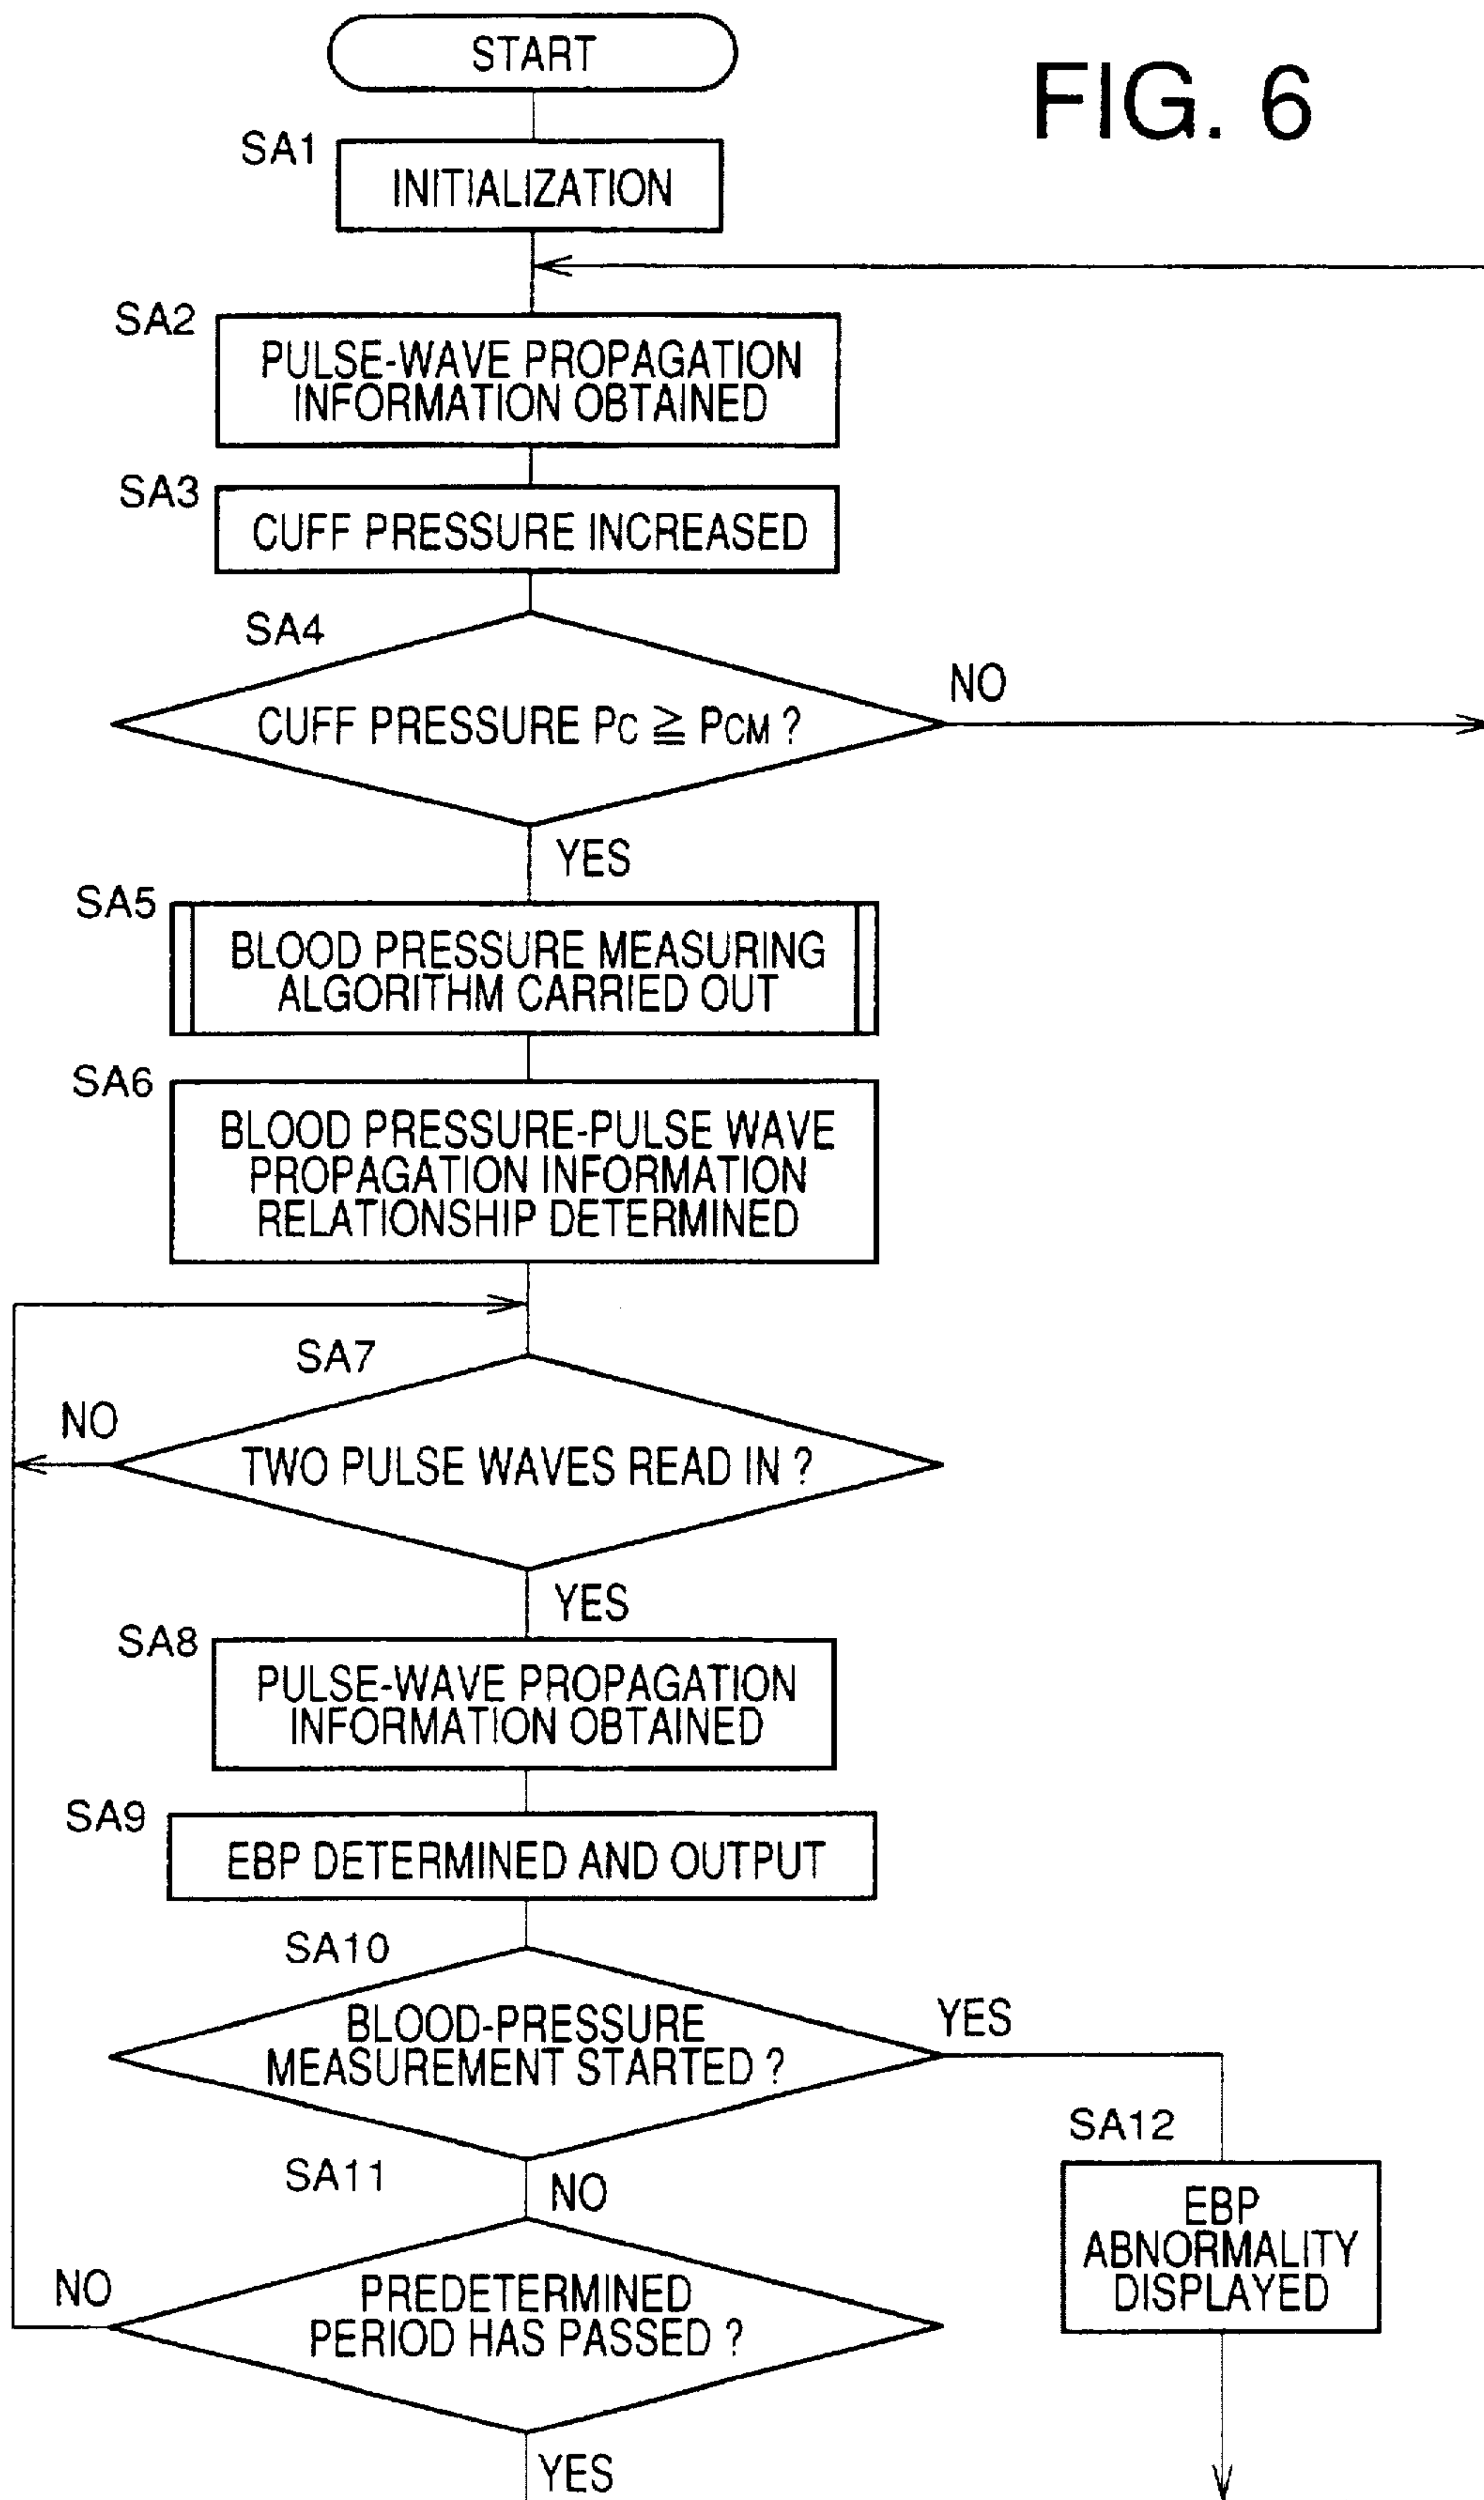 START
FIG. 6
SA1
INITIALIZATION
SA2
PULSE-WAVE PROPAGATION
INFORMATION OBTAINED
SA3
CUFF PRESSURE INCREASED
SA4
CUFF PRESSURE PC ≧ PCM ?
NO
YES
SA5
BLOOD PRESSURE MEASURING
ALGORITHM CARRIED OUT
SA6
BLOOD PRESSURE-PULSE WAVE
PROPAGATION INFORMATION
RELATIONSHIP DETERMINED
SA7
NO
TWO PULSE WAVES READ IN ?
YES
SA8
PULSE-WAVE PROPAGATION
INFORMATION OBTAINED
SA9
EBP DETERMINED AND OUTPUT
SA10
BLOOD-PRESSURE
MEASUREMENT STARTED ?
YES
SA12
EBP
ABNORMALITY
DISPLAYED
SA11
NO
NO
PREDETERMINED
PERIOD HAS PASSED ?
YES